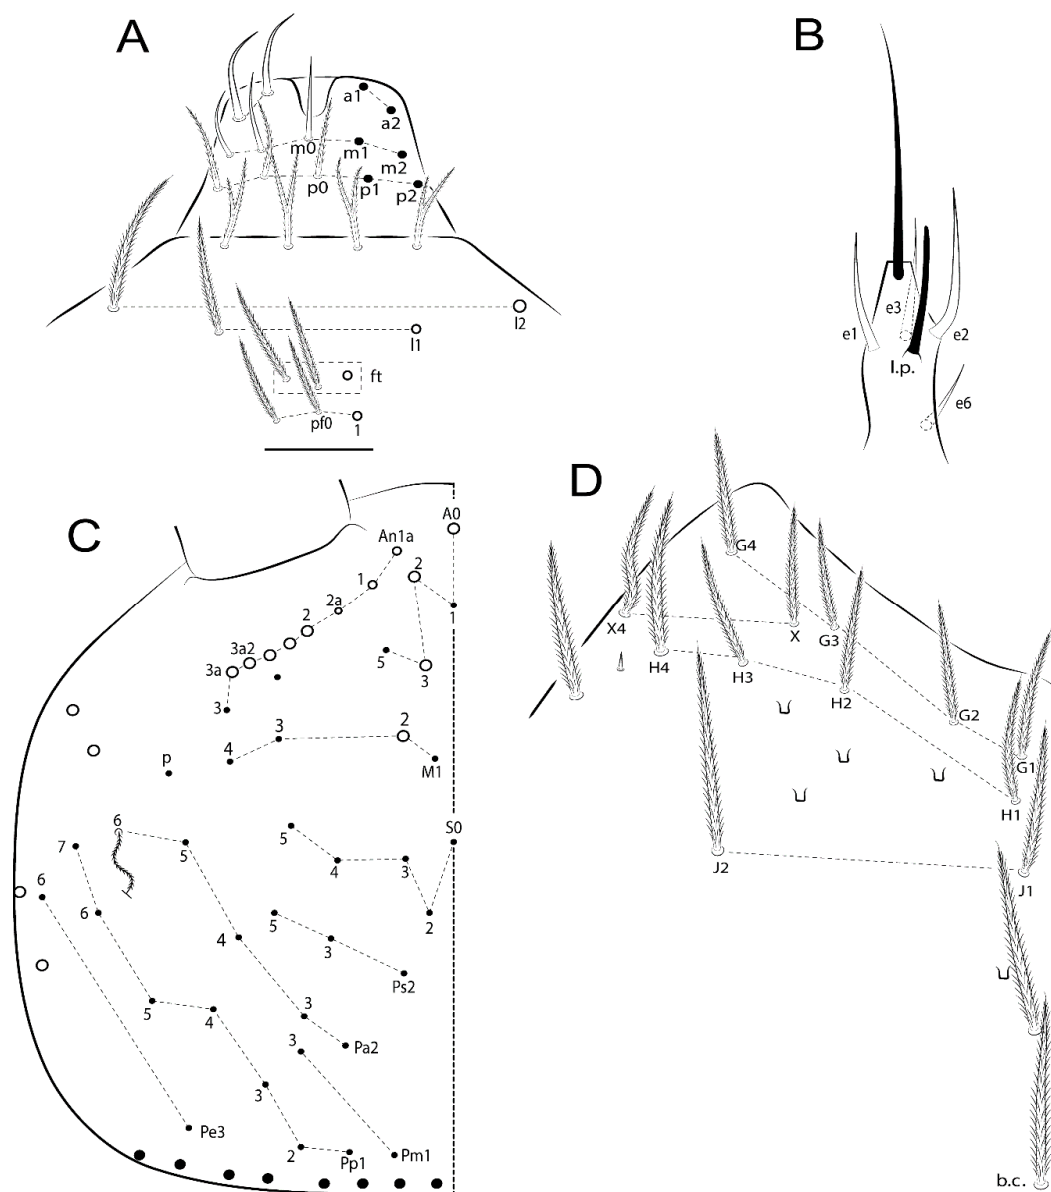 A
a1
a2
m0
m1
m2
p0
p1
p2
l2
l1
ft
pf0
1
B
e3
e1
e2
l.p.
e6
C
A0
An1a
1
2
2a
2
1
3a2
5
3
3a
3
2
3
4
M1
p
S0
6
5
7
5
4
3
6
2
6
5
4
3
Ps2
5
4
3
3
Pa2
3
Pe3
2
Pp1
Pm1
D
G4
X4
X
G3
H4
H3
H2
G2
G1
H1
J2
J1
b.c.